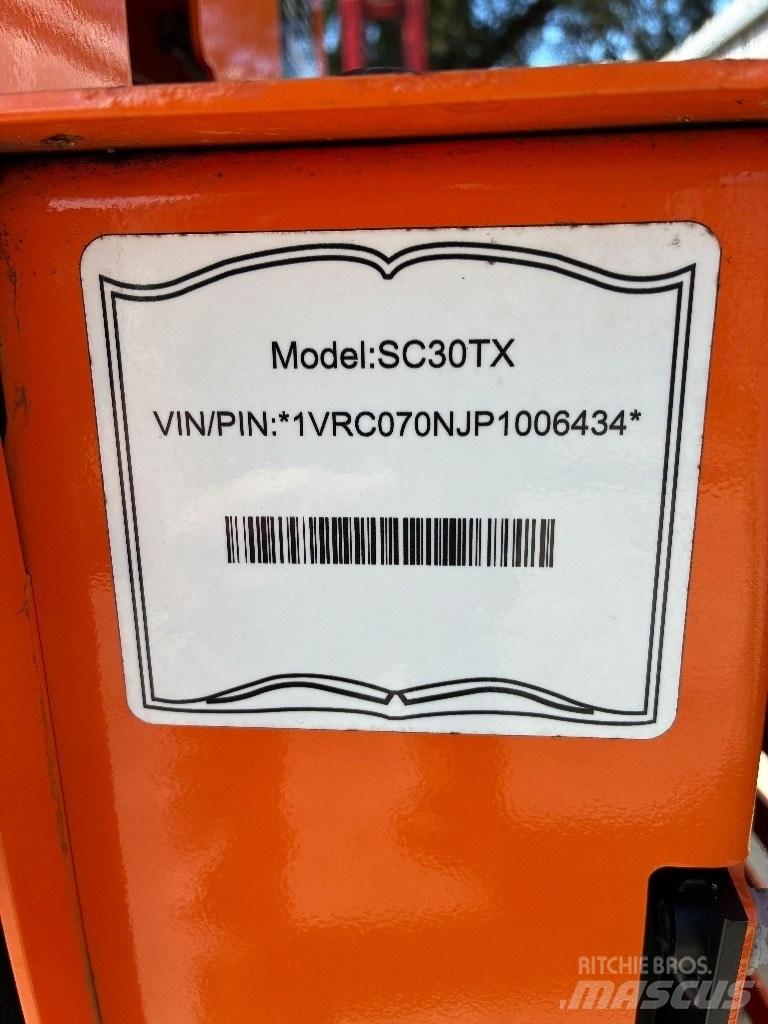 Model:SC30TX
VIN/PIN:*1VRC070NJP1006434*
RITCHIE BROS.
MASCUS